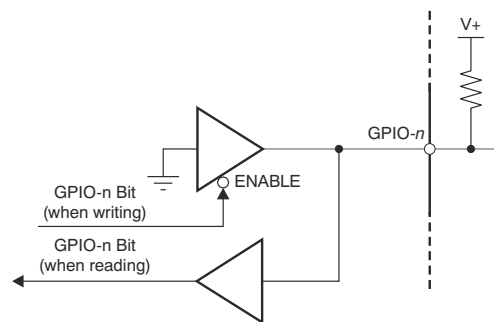 V+
GPIO-n
ENABLE
GPIO-n Bit
(when writing)
GPIO-n Bit
(when reading)